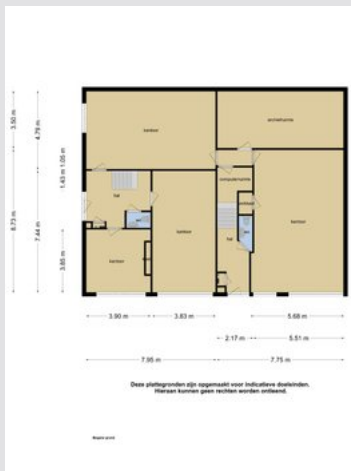 kantoor
archiefruimte
computerruimte
hal
kantoor
kantoor
hal
kantoor
3.50 m
4.79 m
1.05 m
1.43 m
8.73 m
7.44 m
3.85 m
3.90 m
3.83 m
5.68 m
2.17 m
5.51 m
7.95 m
7.75 m
Deze plattegronden zijn opgemaakt voor indicatieve doeleinden.
Hieraan kunnen geen rechten worden ontleend.